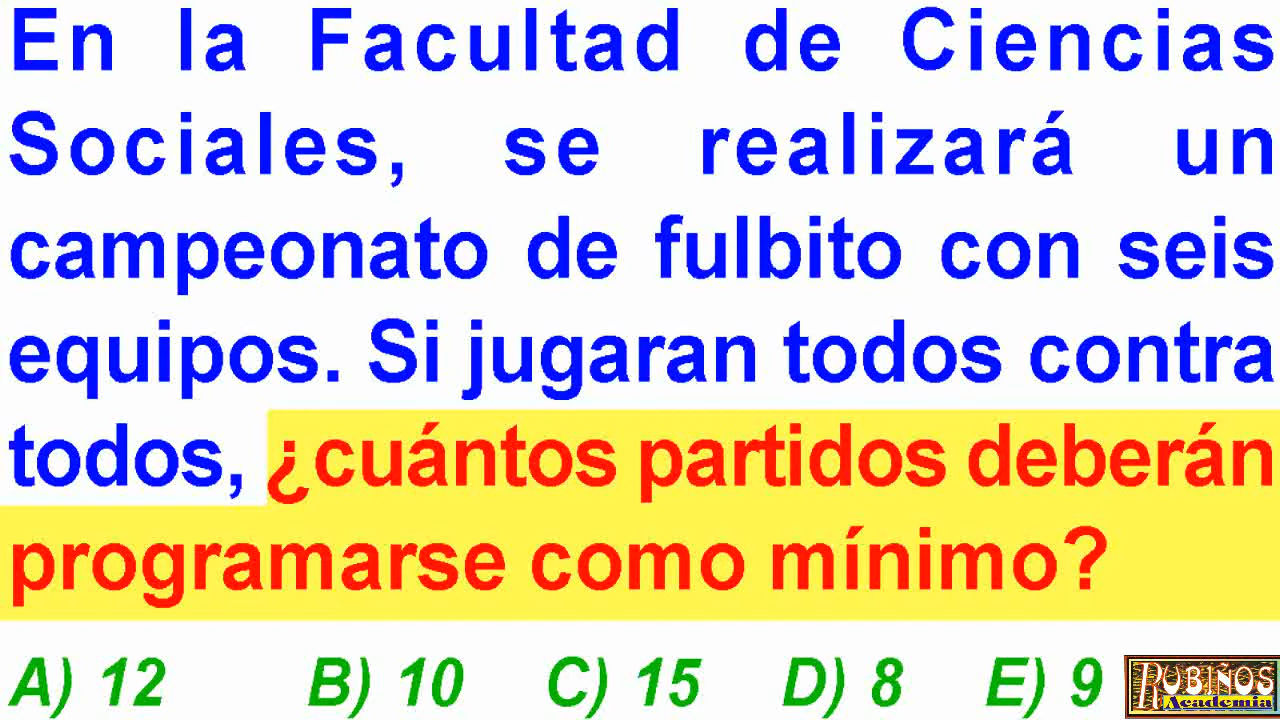 En la Facultad de Ciencias
Sociales, se realizará un
campeonato de fulbito con seis
equipos. Si jugaran todos contra
todos, ¿cuántos partidos deberán
programarse como mínimo?
A) 12 B) 10 C) 15 D) 8 E) 9
RUBIÑOS
Academia